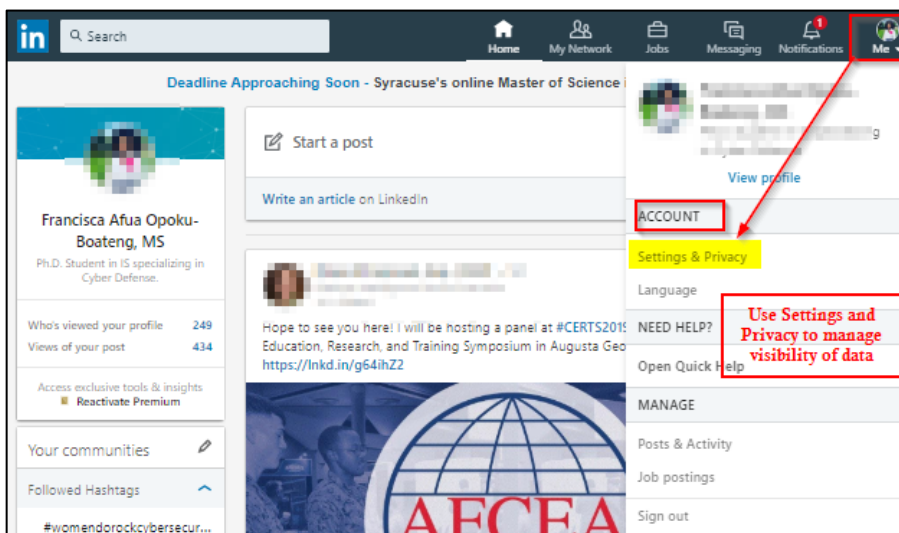 in
Search
Home
My Network
Jobs
Messaging
1
Notifications
Me
Deadline Approaching Soon - Syracuse's online Master of Science i
View profile
Start a post
Write an article on LinkedIn
Francisca Afua Opoku-
Boateng, MS
Ph.D. Student in IS specializing in
Cyber Defense.
Who's viewed your profile 249
Views of your post 434
Access exclusive tools & insights
Reactivate Premium
Your communities
Followed Hashtags
#womendorockcybersecur...
Hope to see you here! I will be hosting a panel at #CERTS2019
Education, Research, and Training Symposium in Augusta Geo
https://lnkd.in/g64ihZ2
AFCEA
ACCOUNT
Settings & Privacy
Language
NEED HELP?
Open Quick Help
MANAGE
Posts & Activity
Job postings
Sign out
Use Settings and
Privacy to manage
visibility of data